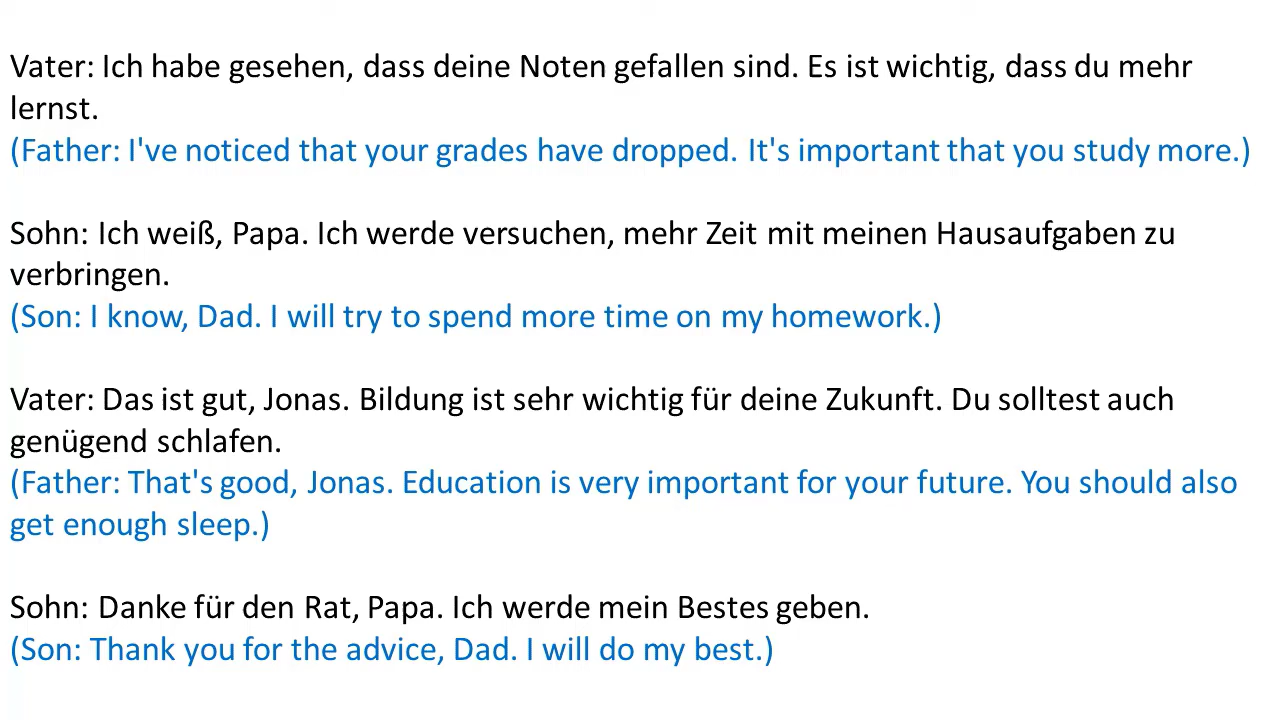 Vater: Ich habe gesehen, dass deine Noten gefallen sind. Es ist wichtig, dass du mehr
lernst.
(Father: I've noticed that your grades have dropped. It's important that you study more.)
Sohn: Ich weiß, Papa. Ich werde versuchen, mehr Zeit mit meinen Hausaufgaben zu
verbringen.
(Son: I know, Dad. I will try to spend more time on my homework.)
Vater: Das ist gut, Jonas. Bildung ist sehr wichtig für deine Zukunft. Du solltest auch
genügend schlafen.
(Father: That's good, Jonas. Education is very important for your future. You should also
get enough sleep.)
Sohn: Danke für den Rat, Papa. Ich werde mein Bestes geben.
(Son: Thank you for the advice, Dad. I will do my best.)